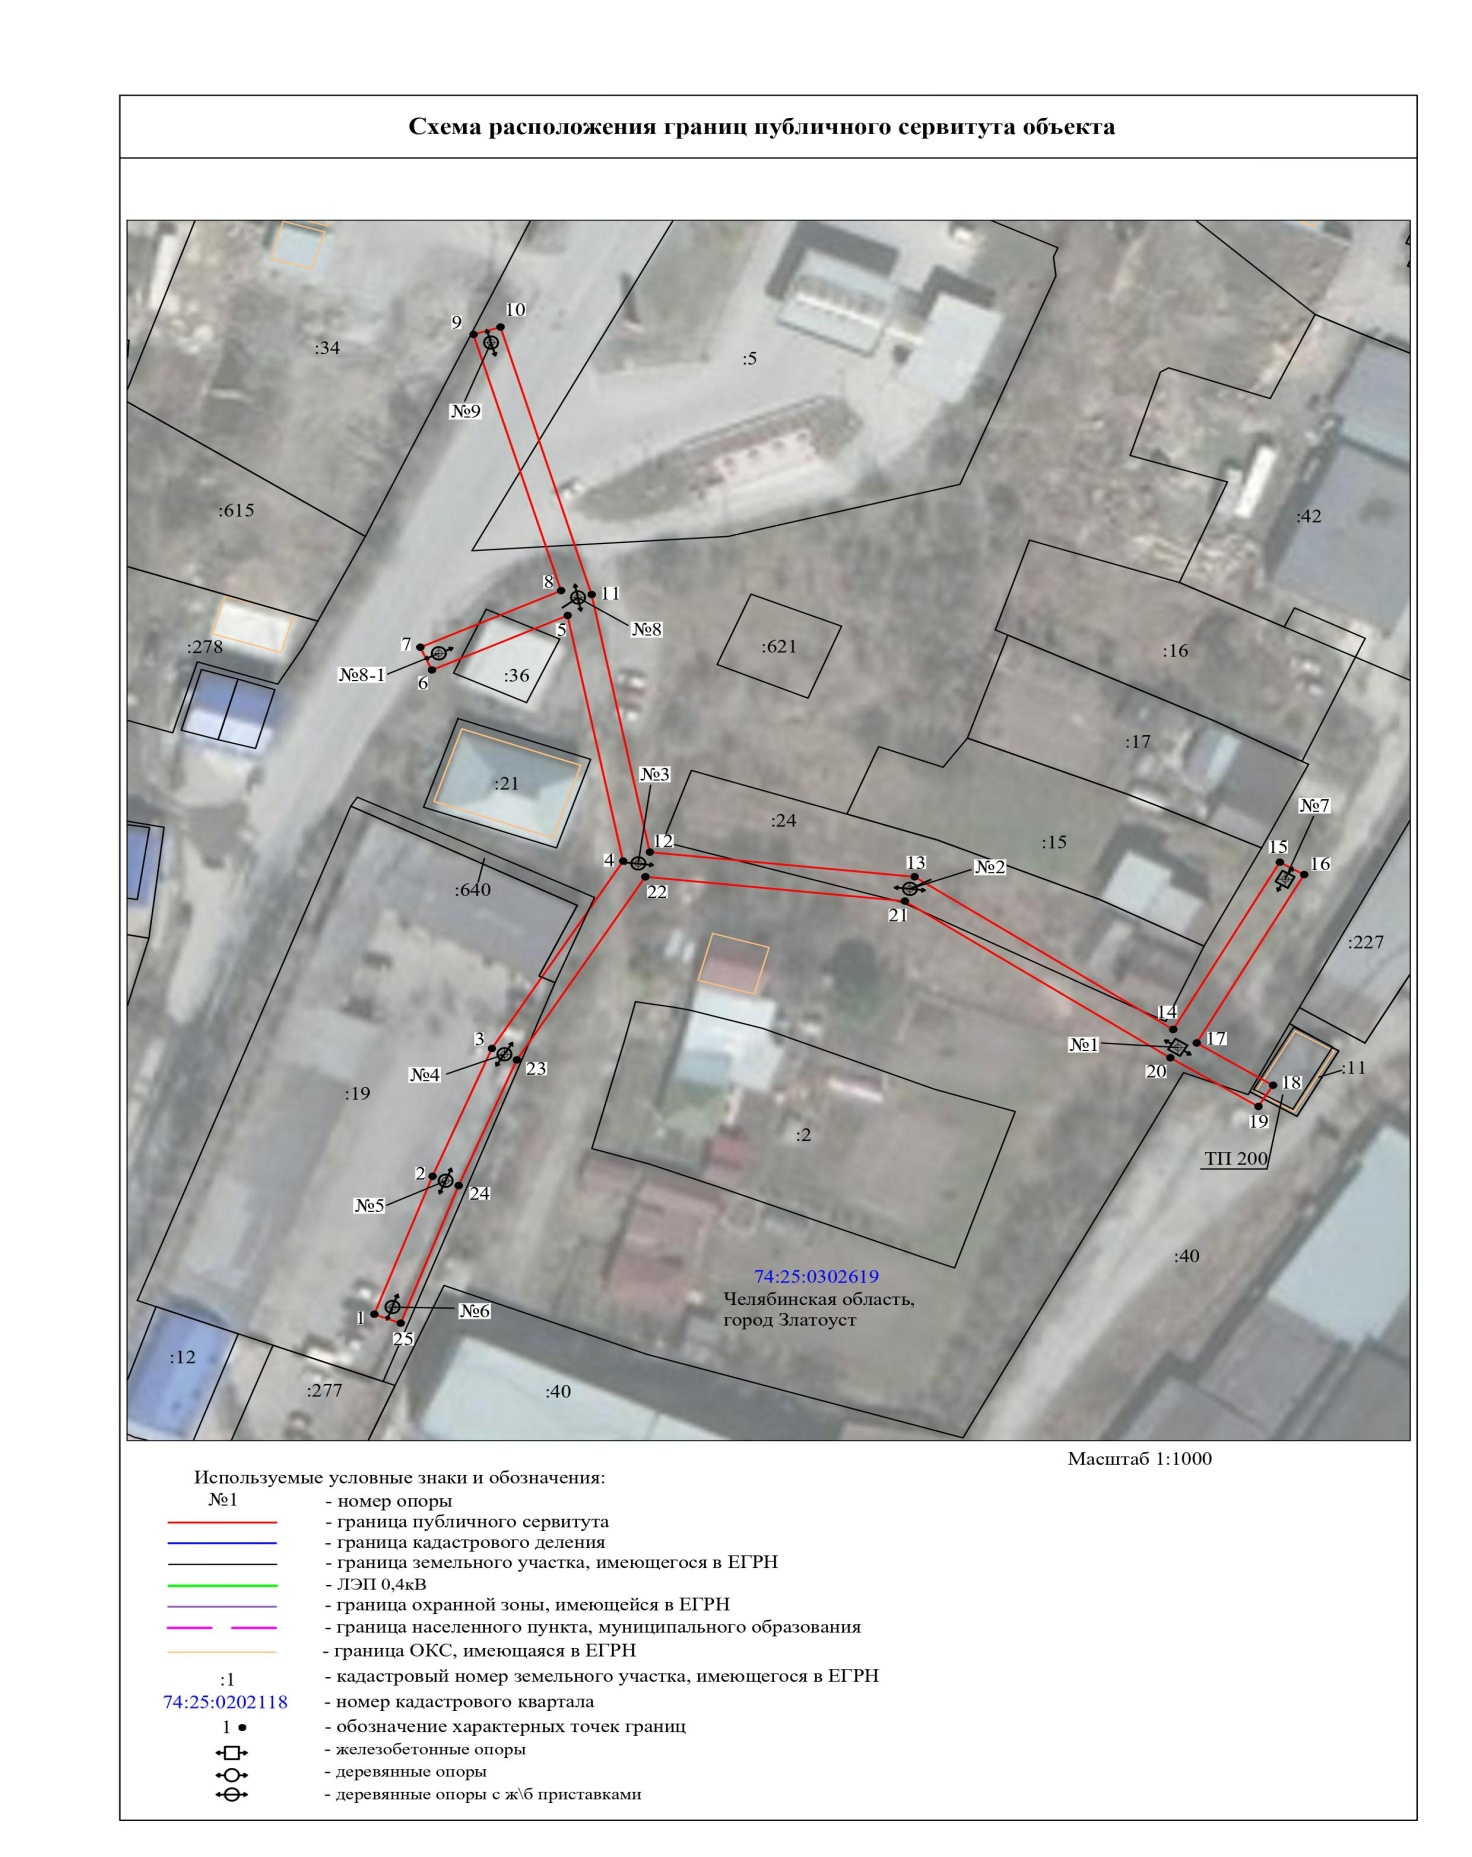 Схема расположения границ публичного сервитута объекта
10
9
:34
:5
№9
:615
:42
8
11
5
№8
7
:278
:621
:16
№8-1
6
:36
:17
№3
:21
№7
:24
12
:15
15
4
13
№2
16
:640
22
21
:227
14
3
№1
17
20
23
№4
:11
18
:19
19
:2
ТП 200
2
24
№5
:40
74:25:0302619
Челябинская область,
город Златоуст
1
№6
25
:12
:277
:40
Масштаб 1:1000
Используемые условные знаки и обозначения:
№1 - номер опоры
- граница публичного сервитута
- граница кадастрового деления
- граница земельного участка, имеющегося в ЕГРН
- ЛЭП 0,4кВ
- граница охранной зоны, имеющейся в ЕГРН
- граница населенного пункта, муниципального образования
- граница ОКС, имеющаяся в ЕГРН
:1 - кадастровый номер земельного участка, имеющегося в ЕГРН
74:25:0202118 - номер кадастрового квартала
1 - обозначение характерных точек границ
- железобетонные опоры
- деревянные опоры
- деревянные опоры с ж\б приставками